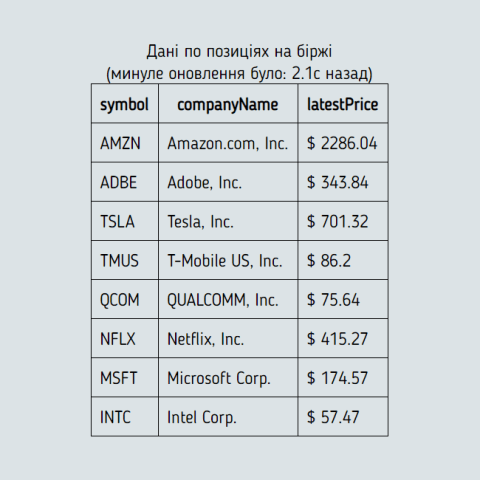 Дані по позиціях на біржі
(минуле оновлення було: 2.1с назад)
symbol companyName latestPrice
AMZN Amazon.com, Inc. $ 2286.04
ADBE Adobe, Inc. $ 343.84
TSLA Tesla, Inc. $ 701.32
TMUS T-Mobile US, Inc. $ 86.2
QCOM QUALCOMM, Inc. $ 75.64
NFLX Netflix, Inc. $ 415.27
MSFT Microsoft Corp. $ 174.57
INTC Intel Corp. $ 57.47